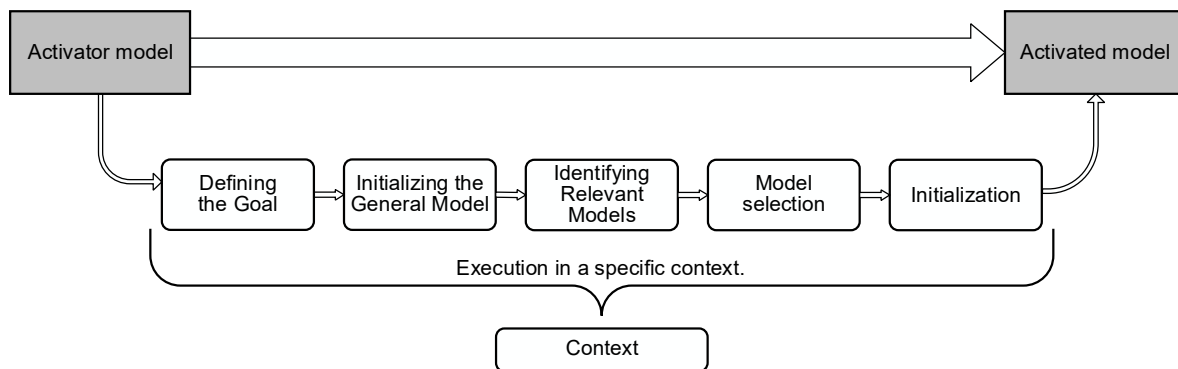 Activator model
Activated model
Defining
the Goal
Initializing the
General Model
Identifying
Relevant
Models
Model
selection
Initialization
Execution in a specific context.
Context